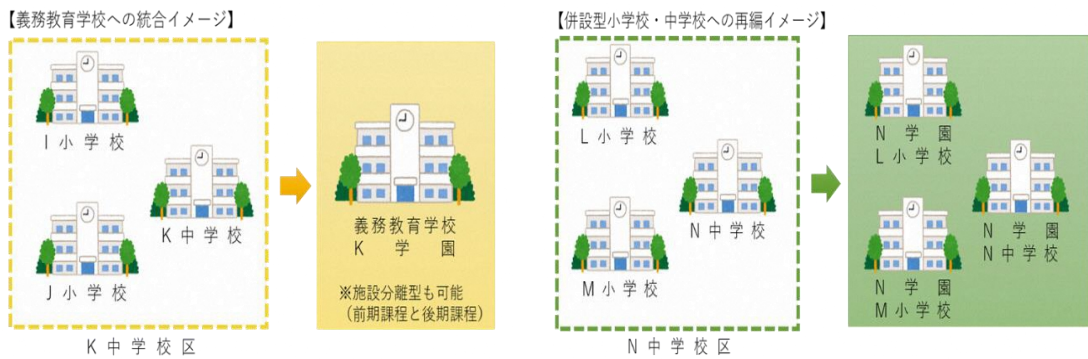 【義務教育学校への統合イメージ】
I小学校
K中学校
J小学校
K中学校区
義務教育学校
K学園
※施設分離型も可能
(前期課程と後期課程)
【併設型小学校・中学校への再編イメージ】
L小学校
N中学校
M小学校
N中学校区
N学園
L小学校
N学園
N中学校
N学園
M小学校